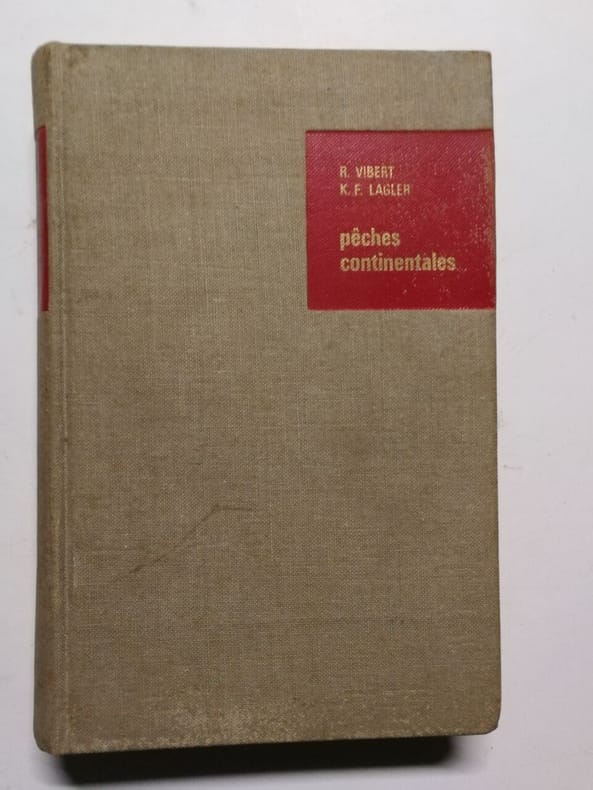 R. VIBERT
K. F. LAGLER
pêches
continentales